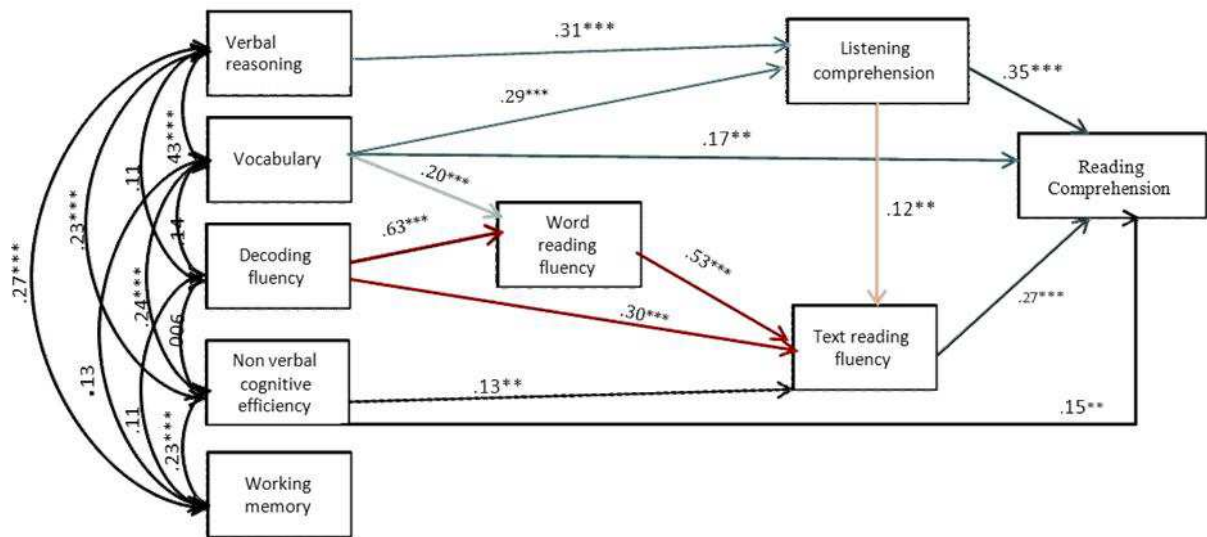 Verbal
reasoning
Vocabulary
Decoding
fluency
Non verbal
cognitive
efficiency
Working
memory
Word
reading
fluency
Listening
comprehension
Text reading
fluency
Reading
Comprehension
.31***
.29***
.17**
.20***
.63***
.53***
.30***
.13**
.15**
.12**
.35***
.27***
.27***
.23***
.43***
.11
.14
.24***
.006
.13
.11
.23***